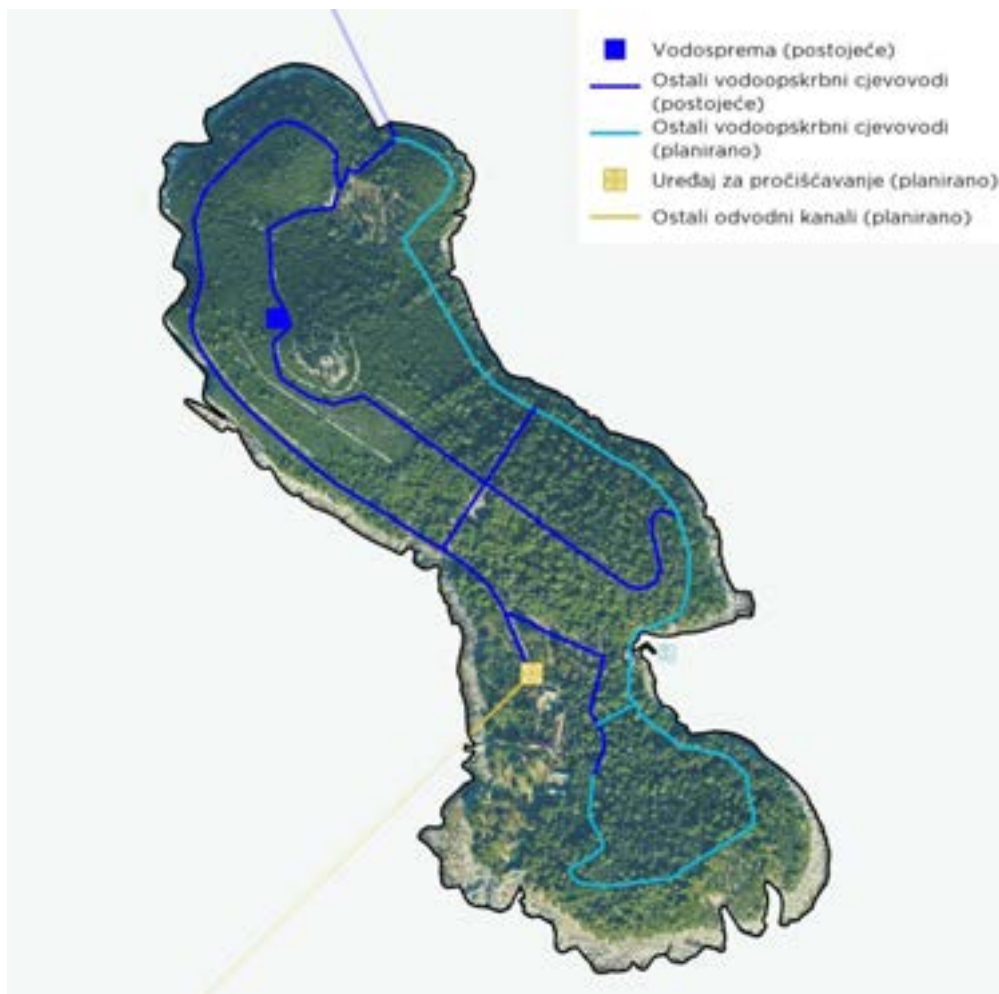 Vodosprema (postojeće)
Ostali vodoopskrbni cjevovodi
(postojeće)
Ostali vodoopskrbni cjevovodi
(planirano)
Uređaj za pročišćavanje (planirano)
Ostali odvodni kanali (planirano)